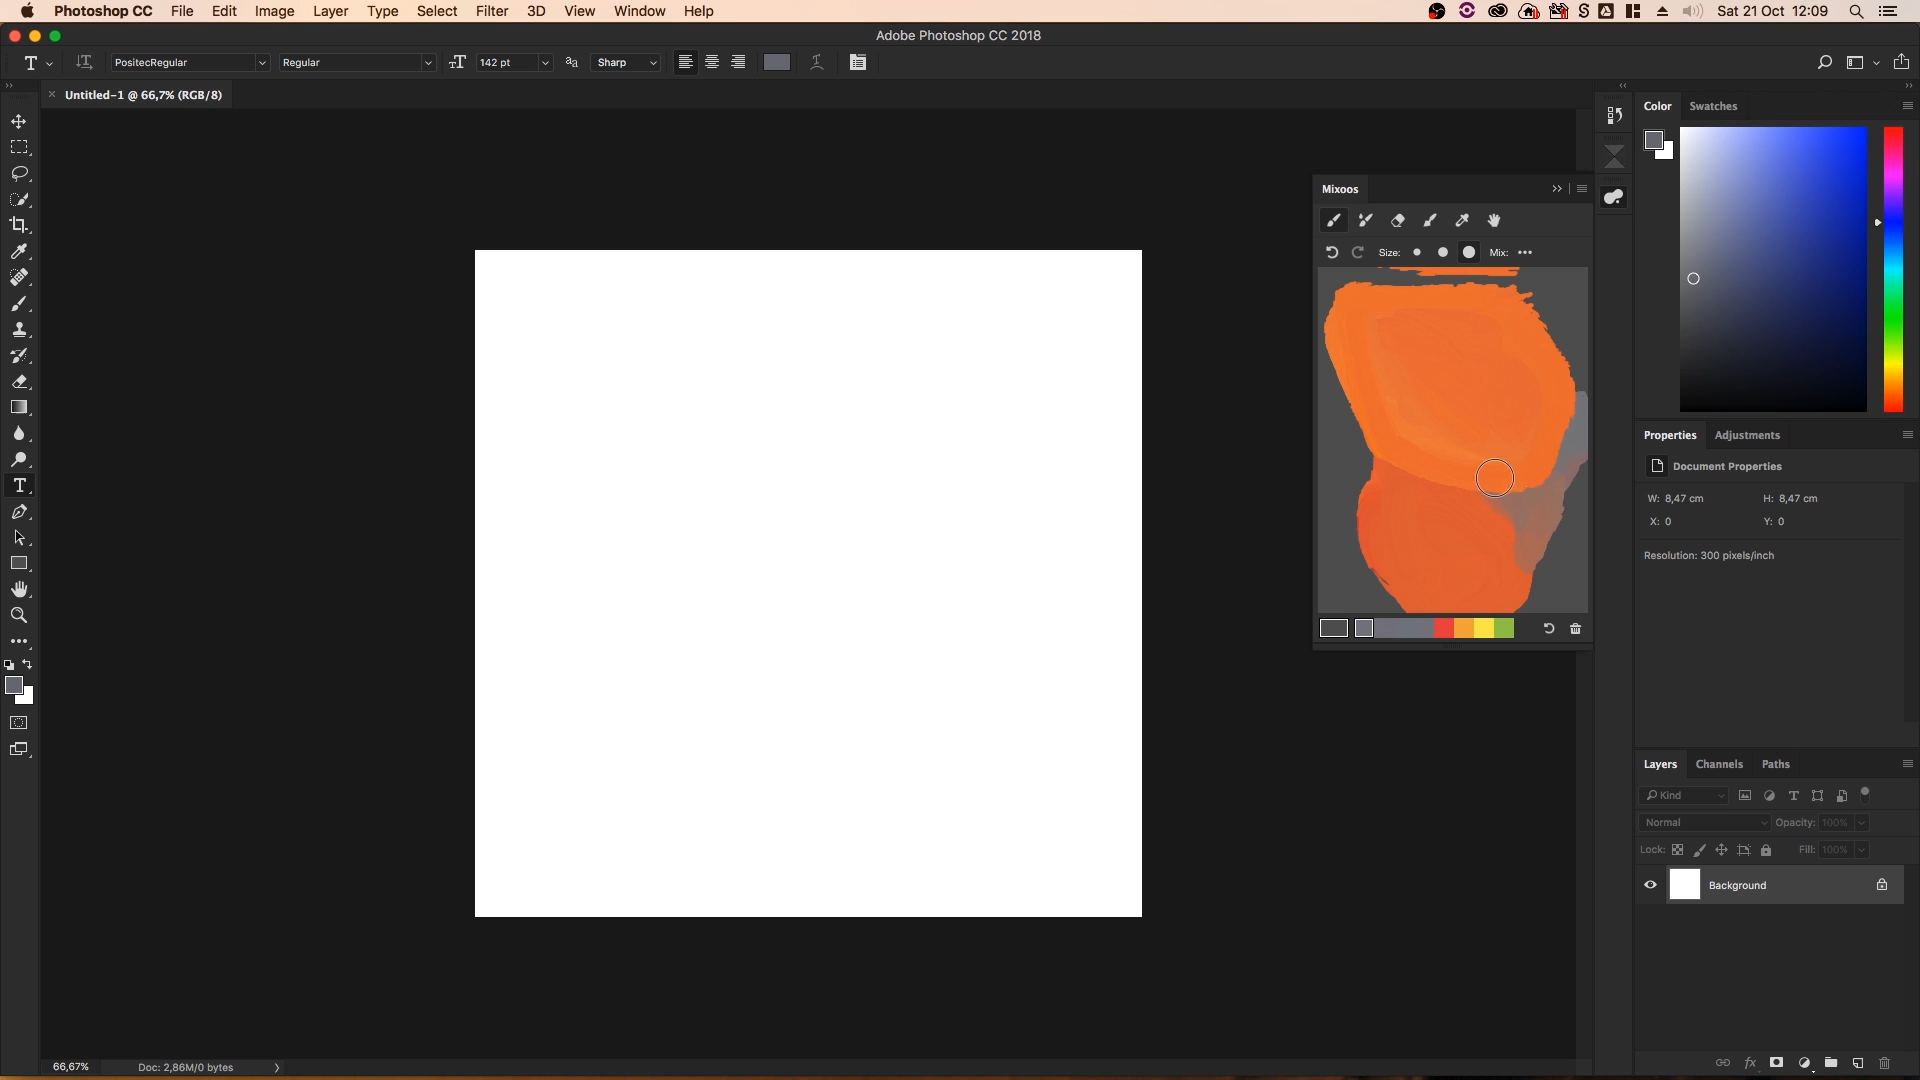 Photoshop CC File Edit Image Layer Type Select Filter 3D View Window Help Sat 21 Oct 12:09
Adobe Photoshop CC 2018
PositecRegular Regular 142 pt Sharp
Untitled-1 @ 66,7% (RGB/8)
Color Swatches
Mixoos
Size: Mix:
Properties Adjustments
Document Properties
W: 8,47 cm H: 8,47 cm
X: 0 Y: 0
Resolution: 300 pixels/inch
Layers Channels Paths
Kind
Normal Opacity: 100%
Lock: Fill: 100%
Background
66,67% Doc: 2,86M/0 bytes